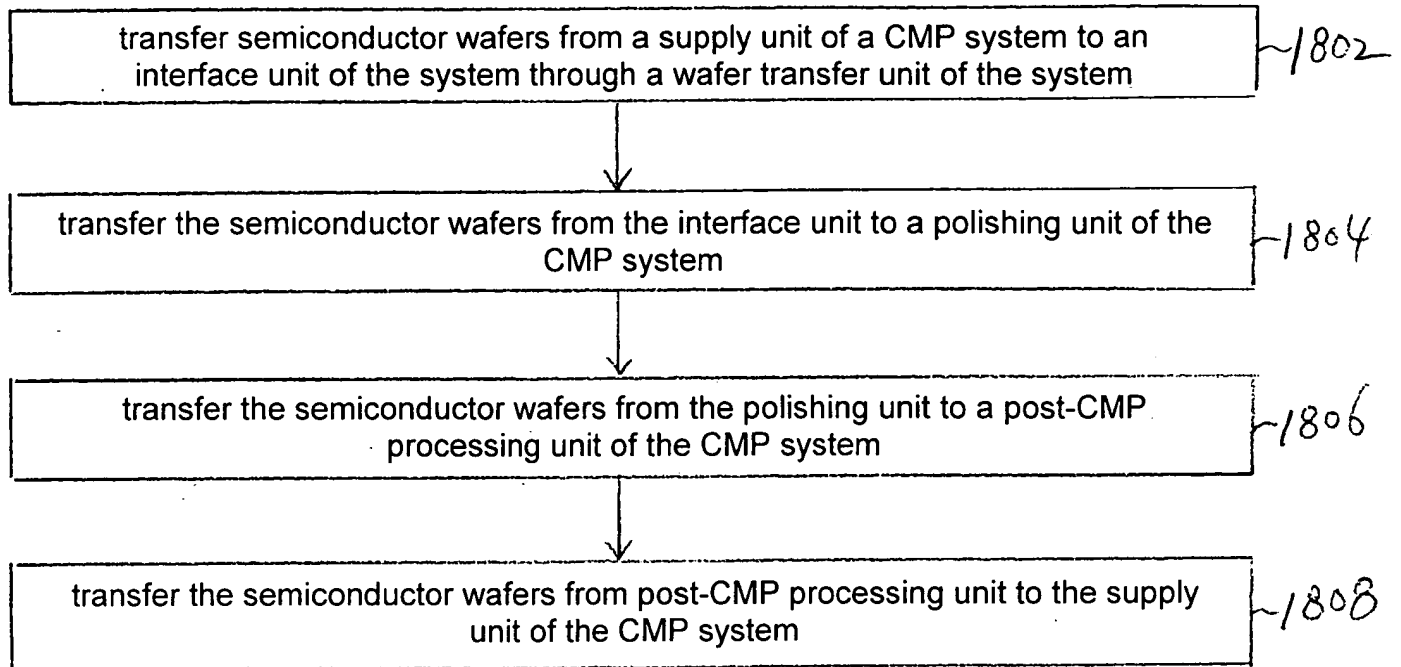 transfer semiconductor wafers from a supply unit of a CMP system to an
interface unit of the system through a wafer transfer unit of the system
1802
transfer the semiconductor wafers from the interface unit to a polishing unit of the
CMP system
1804
transfer the semiconductor wafers from the polishing unit to a post-CMP
processing unit of the CMP system
1806
transfer the semiconductor wafers from post-CMP processing unit to the supply
unit of the CMP system
1808